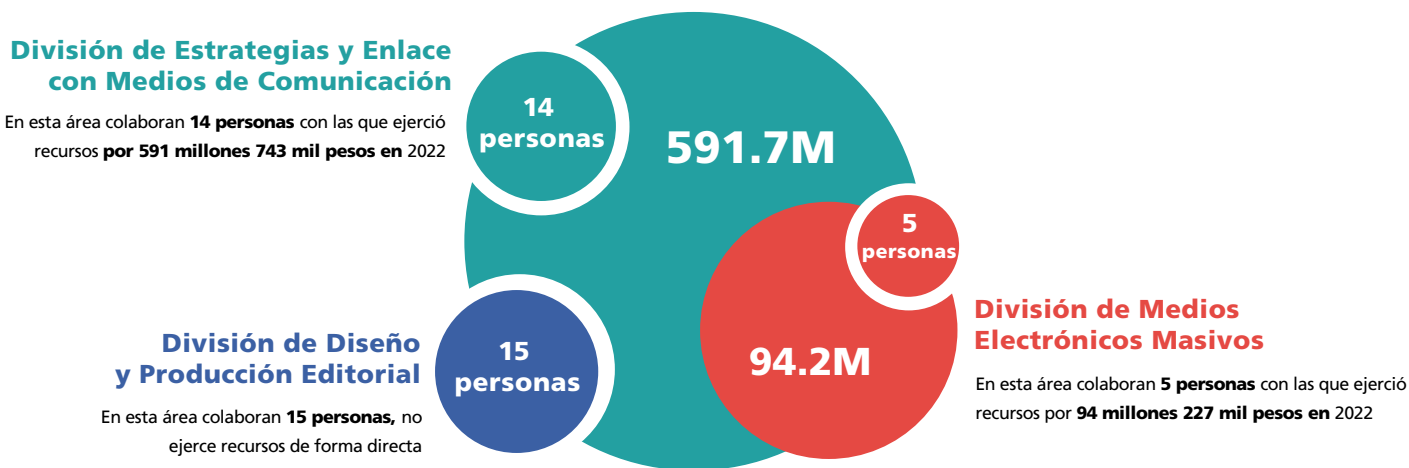 División de Estrategias y Enlace
con Medios de Comunicación
En esta área colaboran 14 personas con las que ejerció
recursos por 591 millones 743 mil pesos en 2022
14
personas
591.7M
5
personas
94.2M
División de Medios
Electrónicos Masivos
En esta área colaboran 5 personas con las que ejerció
recursos por 94 millones 227 mil pesos en 2022
División de Diseño
y Producción Editorial
En esta área colaboran 15 personas, no
ejerce recursos de forma directa
15
personas